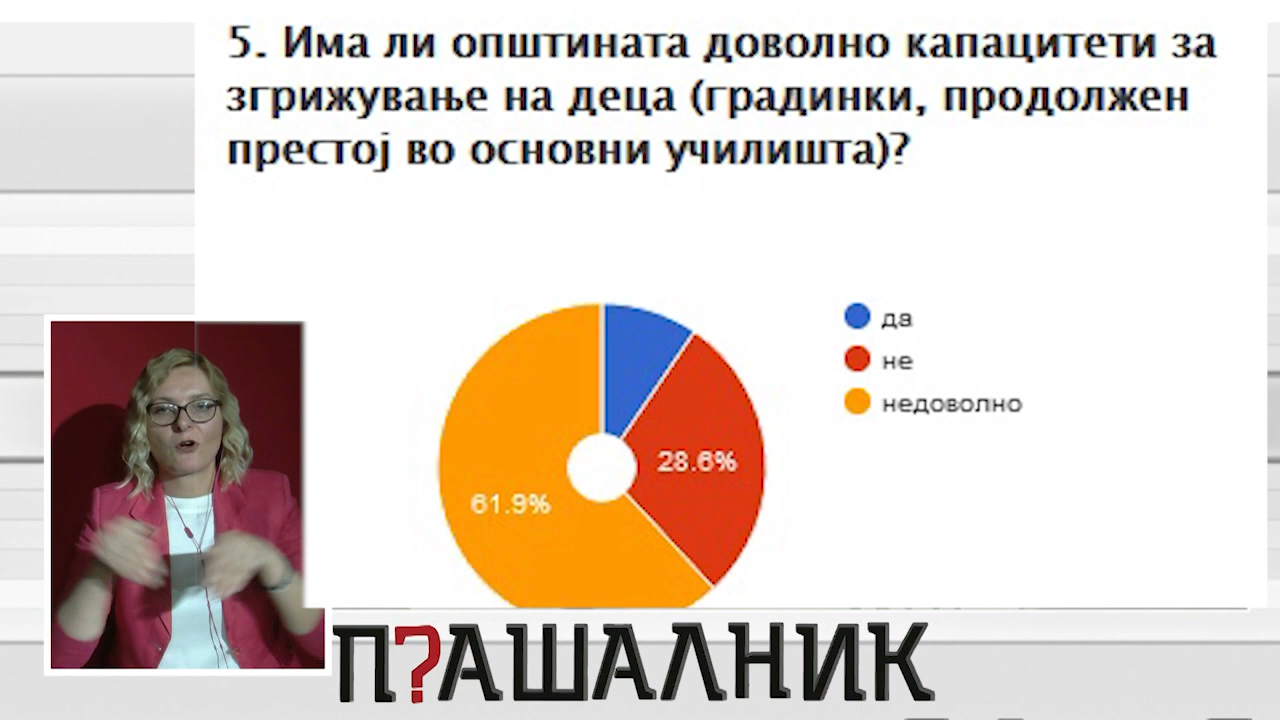 5. Има ли општината доволно капацитети за
згрижување на деца (градинки, продолжен
престој во основни училишта)?
да
не
недоволно
28.6%
61.9%
П?АШАЛНИК